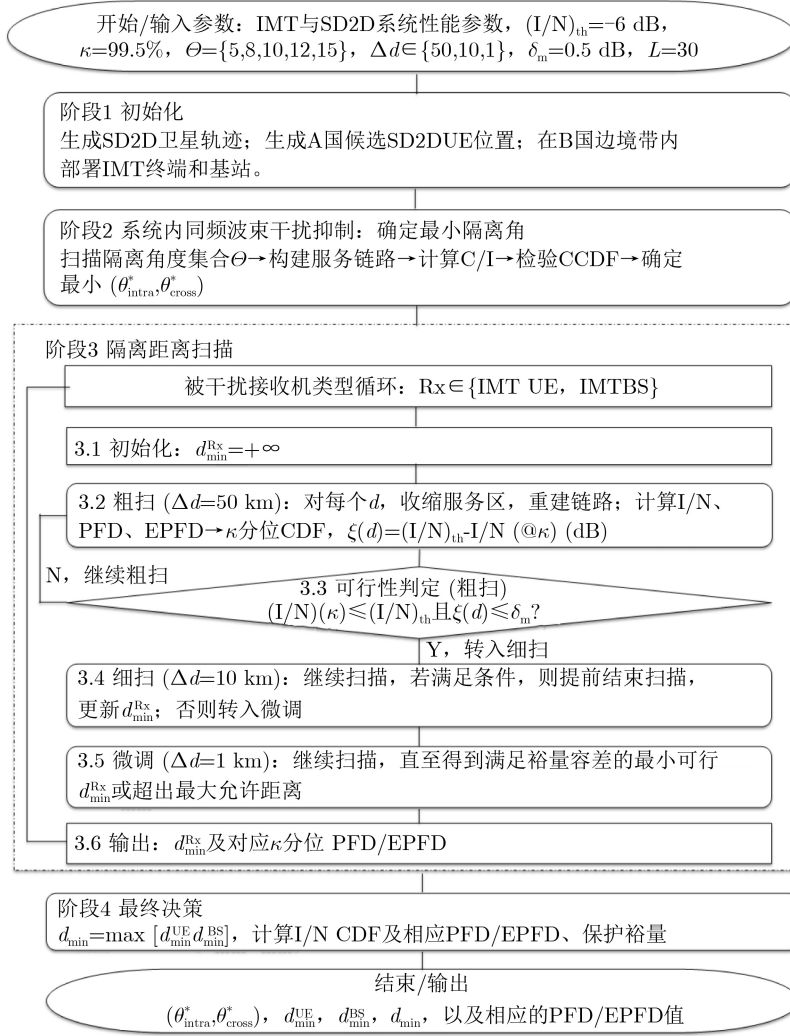 开始/输入参数：IMT与SD2D系统性能参数，(I/N)th=−6 dB，
κ=99.5%，Θ={5,8,10,12,15}，Δd∈{50,10,1}，δm=0.5 dB，L=30
阶段1 初始化
生成SD2D卫星轨迹；生成A国候选SD2DUE位置；在B国边境带内
部署IMT终端和基站。
阶段2 系统内同频波束干扰抑制：确定最小隔离角
扫描隔离角度集合Θ→构建服务链路→计算C/I→检验CCDF→确定
最小 (θ*intra,θ*cross)
阶段3 隔离距离扫描
被干扰接收机类型循环：Rx∈{IMT UE，IMTBS}
3.1 初始化：d^Rx_min=+∞
3.2 粗扫 (Δd=50 km)：对每个d，收缩服务区，重建链路；计算I/N、
PFD、EPFD→κ分位CDF，ξ(d)=(I/N)th-I/N (@κ) (dB)
N，继续粗扫
3.3 可行性判定 (粗扫)
(I/N)(κ)≤(I/N)th且ξ(d)≤δm?
Y，转入细扫
3.4 细扫 (Δd=10 km)：继续扫描，若满足条件，则提前结束扫描，
更新d^Rx_min；否则转入微调
3.5 微调 (Δd=1 km)：继续扫描，直至得到满足裕量容差的最小可行
d^Rx_min或超出最大允许距离
3.6 输出：d^Rx_min及对应κ分位 PFD/EPFD
阶段4 最终决策
d_min=max [d^UE_min d^BS_min]，计算I/N CDF及相应PFD/EPFD、保护裕量
结束/输出
(θ*intra,θ*cross)，d^UE_min，d^BS_min，d_min，以及相应的PFD/EPFD值